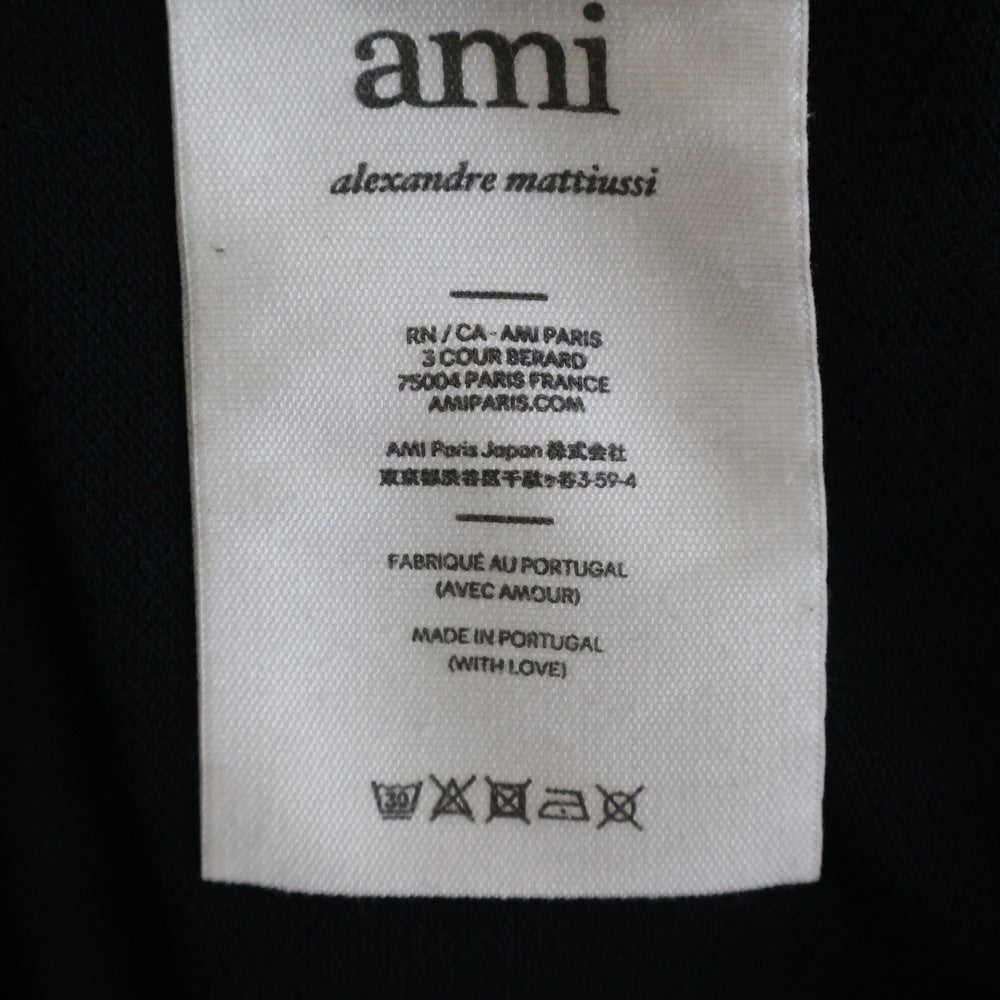 ami
alexandre mattiussi
RN / CA - AMI PARIS
3 COUR BERARD
75004 PARIS FRANCE
AMIPARIS.COM
AMI Paris Japan 株式会社
東京都渋谷区千駄ヶ谷3-59-4
FABRIQUÉ AU PORTUGAL
(AVEC AMOUR)
MADE IN PORTUGAL
(WITH LOVE)
30